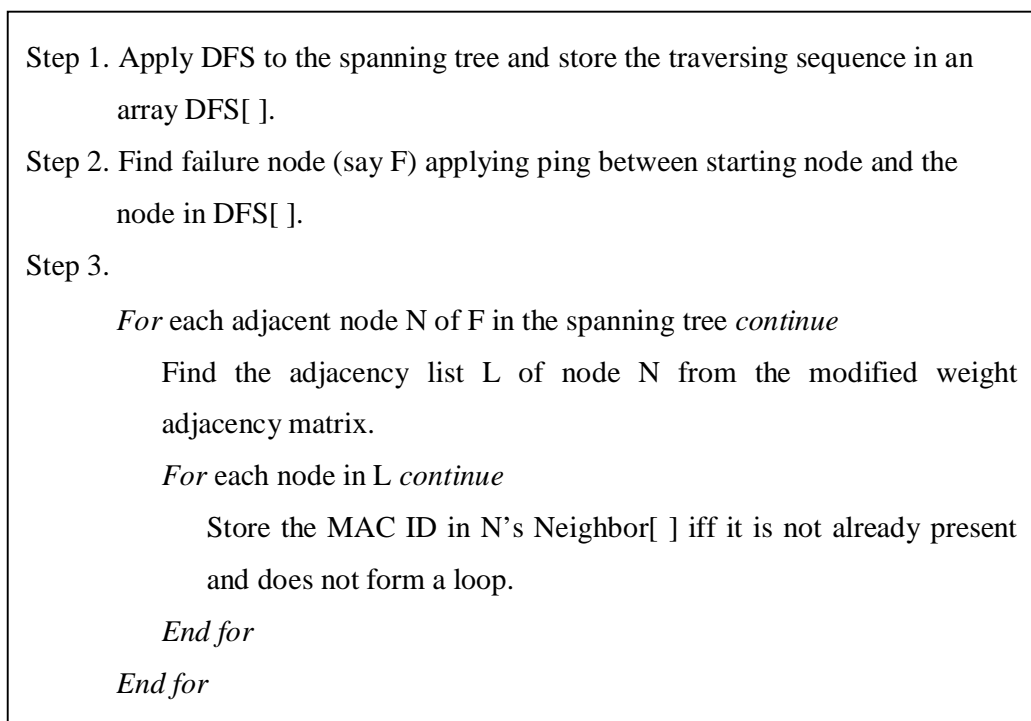 Step 1. Apply DFS to the spanning tree and store the traversing sequence in an
array DFS[ ].
Step 2. Find failure node (say F) applying ping between starting node and the
node in DFS[ ].
Step 3.
For each adjacent node N of F in the spanning tree continue
Find the adjacency list L of node N from the modified weight
adjacency matrix.
For each node in L continue
Store the MAC ID in N’s Neighbor[ ] iff it is not already present
and does not form a loop.
End for
End for